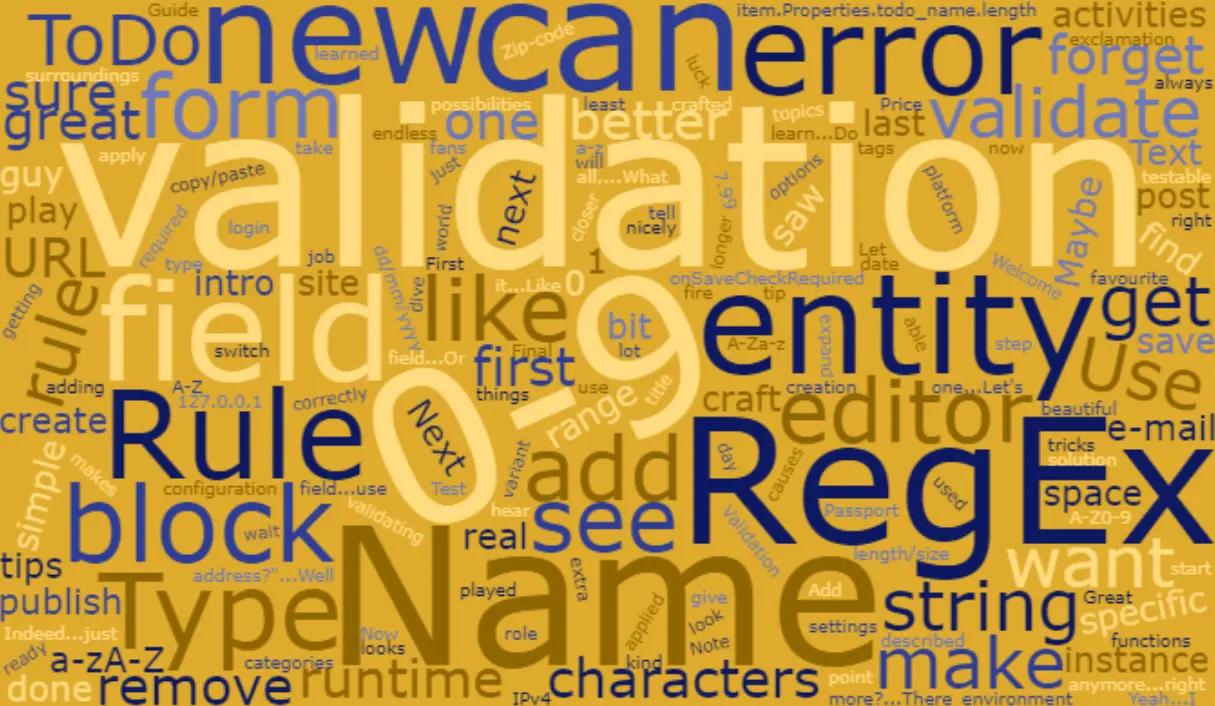 Guide
item.Properties.todo_name.length
activities
ToDo
new
can
learned
Zip-code
error
exclamation
forget
luck
surroundings
sure
always
great
form
possibilities
least
crafted
topics
Price
validate
endless
one
better
learn...Do
last
apply
take
fans
a-z
tags
now
Text
validation
guy
copy/paste
just
will
all,...What
options
testable
next
7.99
platform
Maybe
post
play
required
login
world
closer
tell
nicely
saw
right
find
URL
type
job
First
1
longer
Let
date
Welcome
getting
intro
site
dd/mm/yyyy
dive
it...Like
0
onSaveCheckRequired
favourite
field
like
fire
tip
entity
get
rule
bit
expand
able
step
save
switch
field...Or
Final
lot
A-Za-z
first
0-9
Use
adding
A-Z
127.0.0.1
correctly
things
use
title
craft
creation
one...Let's
create
Rule
Next
range
editor
beautiful
e-mail
simple
makes
variant
add
RegEx
day
causes
tricks
solution
configuration
field...use
Test
used
space
block
wait
validating
hear
see
Passport
A-Z0-9
real
Validation
length/size
want
start
tips
address?"...Well
extra
publish
Type
Name
played
applied
give
Add
string
Great
specific
Indeed...just
Now
looks
role
look
Note
settings
described
functions
ready
a-zA-Z
categories
kind
make
instance
done
remove
runtime
IPv4
characters
point
anymore...right
more?...There
environment
Yeah...I